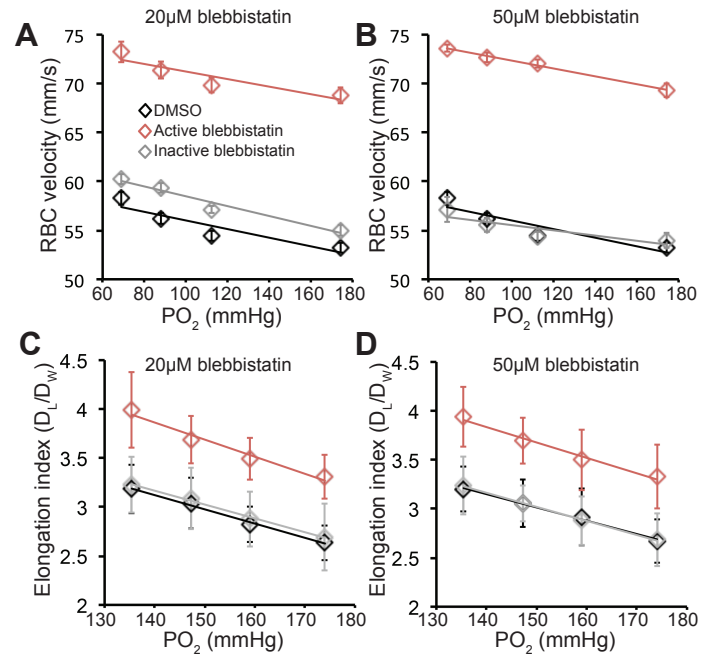 A
20µM blebbistatin
RBC velocity (mm/s)
75
70
65
60
55
50
DMSO
Active blebbistatin
Inactive blebbistatin
60 80 100 120 140 160 180
PO2 (mmHg)
B
50µM blebbistatin
RBC velocity (mm/s)
75
70
65
60
55
50
60 80 100 120 140 160 180
PO2 (mmHg)
C
20µM blebbistatin
Elongation index (DL/DW)
4.5
4
3.5
3
2.5
2
130 140 150 160 170 180
PO2 (mmHg)
D
50µM blebbistatin
Elongation index (DL/DW)
4.5
4
3.5
3
2.5
2
130 140 150 160 170 180
PO2 (mmHg)